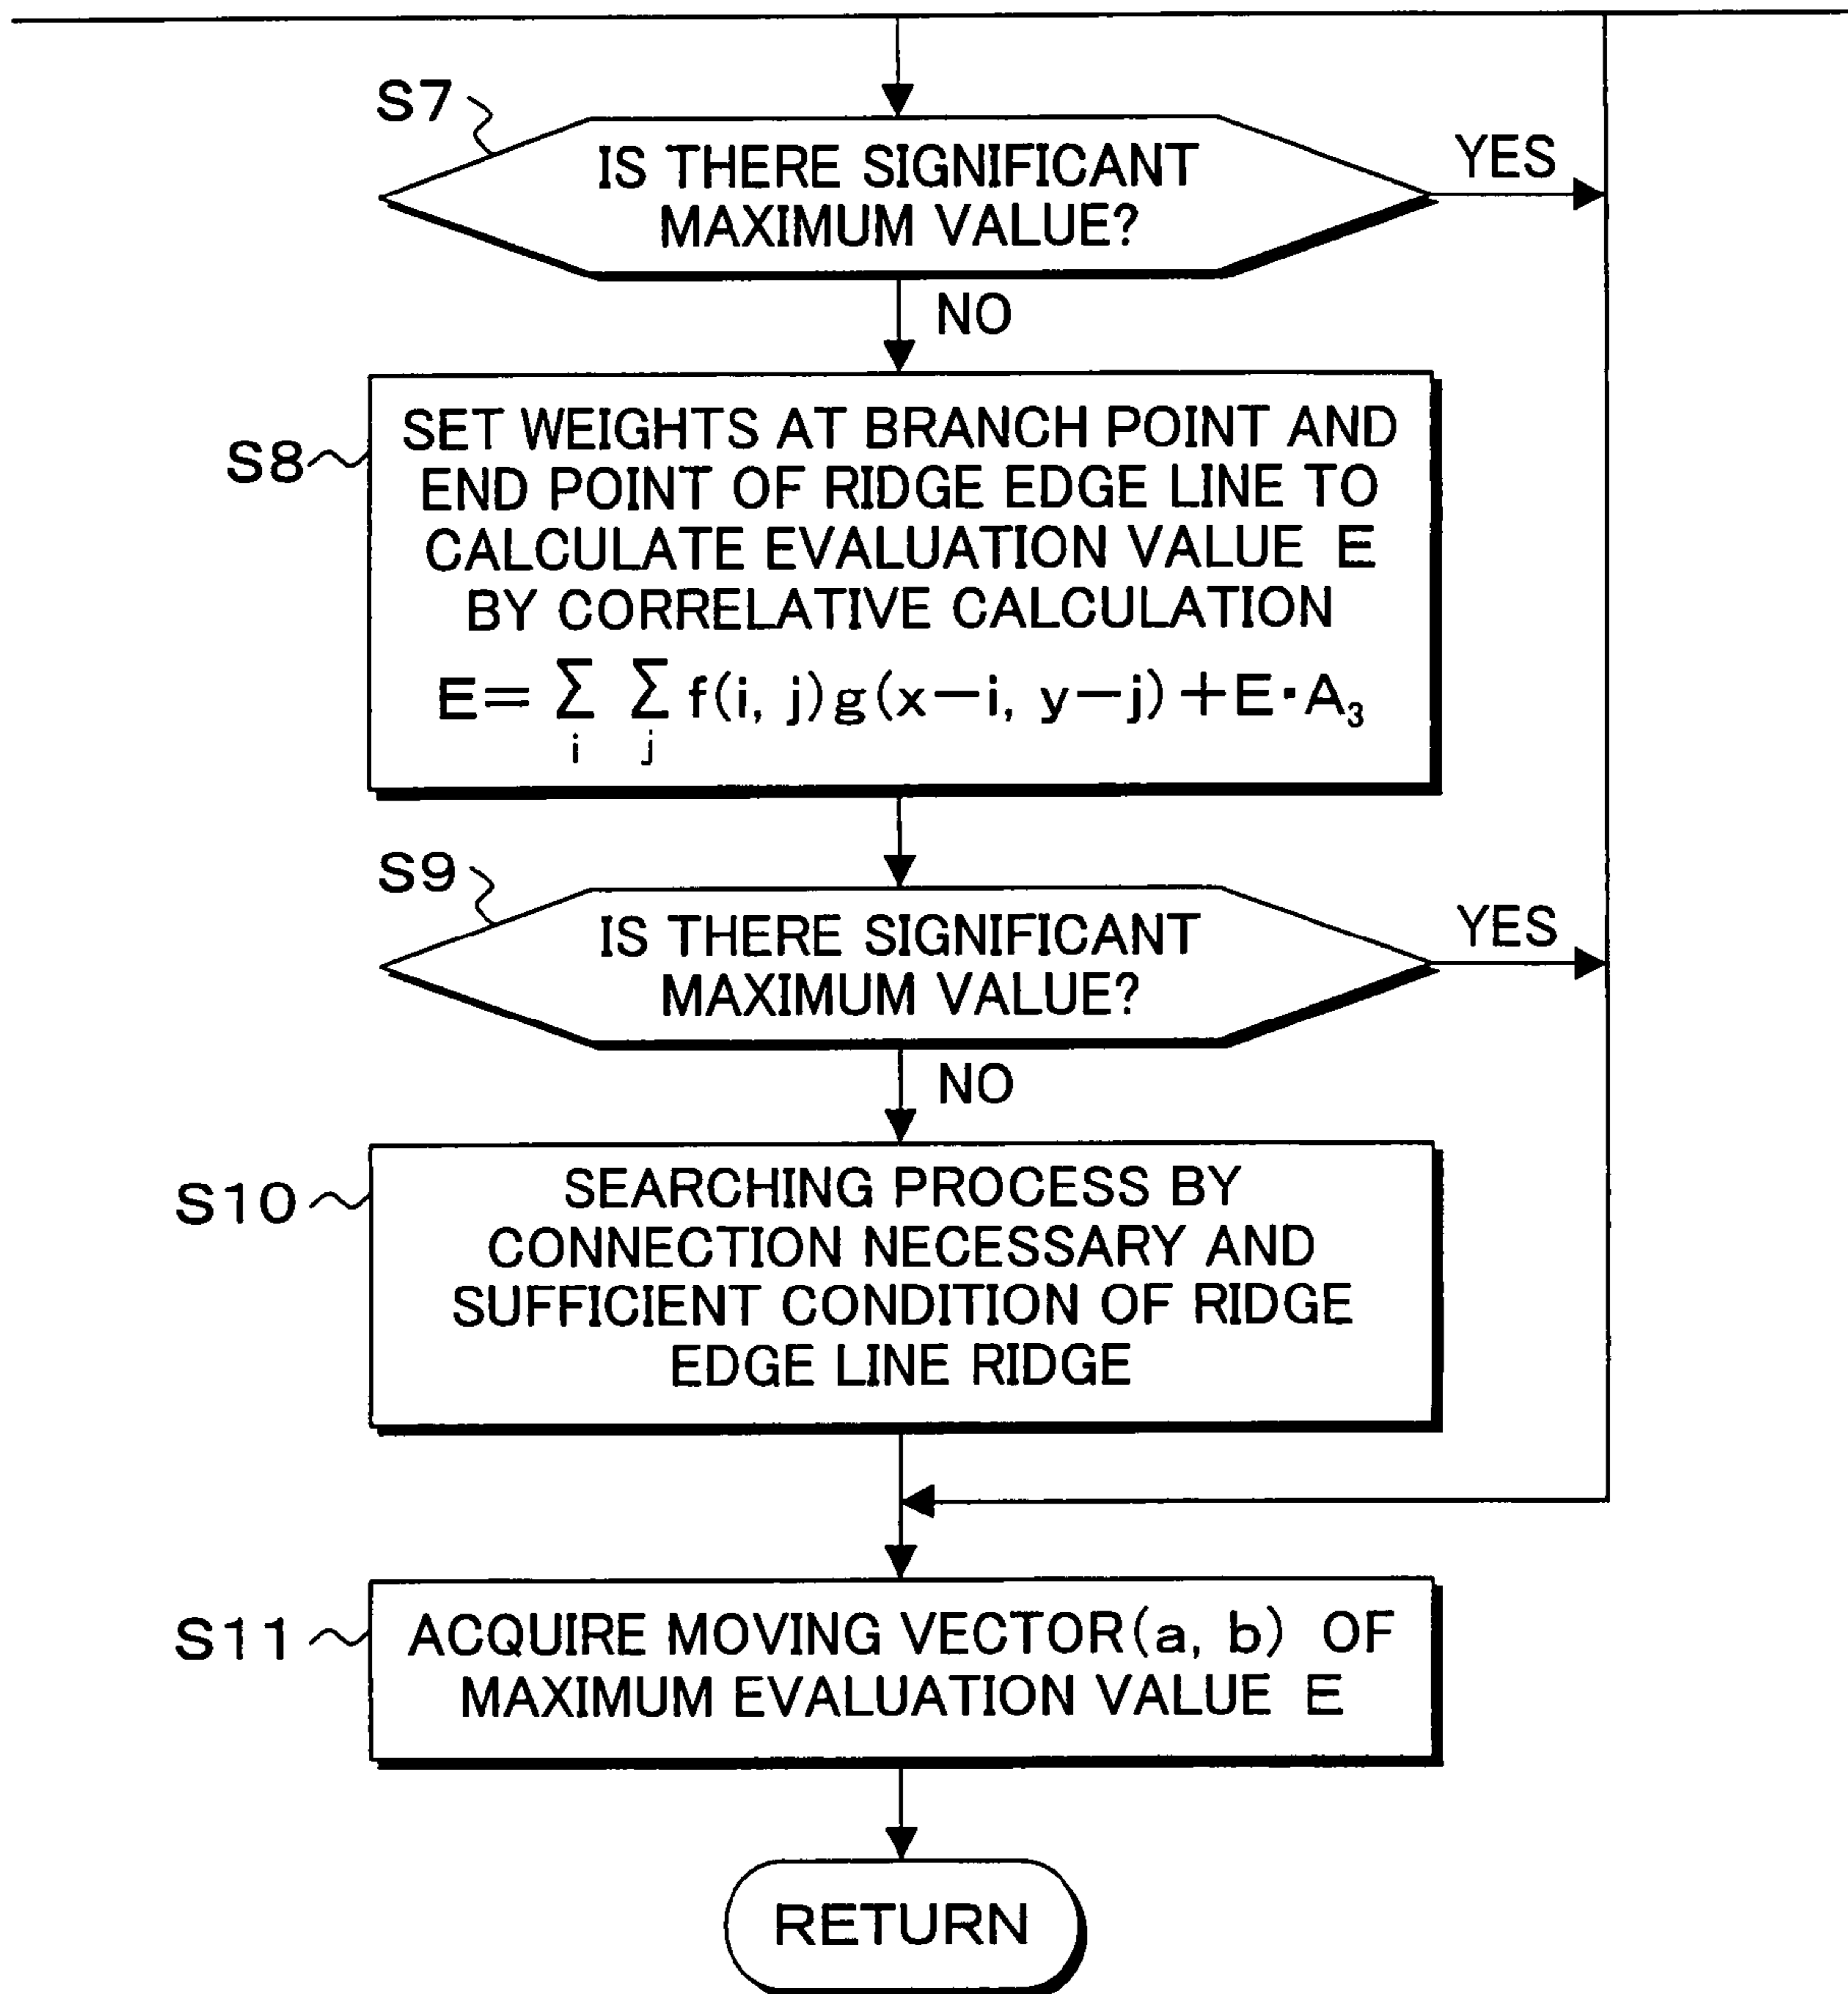 S7
IS THERE SIGNIFICANT
MAXIMUM VALUE?
YES
NO
S8
SET WEIGHTS AT BRANCH POINT AND
END POINT OF RIDGE EDGE LINE TO
CALCULATE EVALUATION VALUE E
BY CORRELATIVE CALCULATION
E=∑i ∑j f(i, j)g(x−i, y−j)+E·A₃
S9
IS THERE SIGNIFICANT
MAXIMUM VALUE?
YES
NO
S10
SEARCHING PROCESS BY
CONNECTION NECESSARY AND
SUFFICIENT CONDITION OF RIDGE
EDGE LINE RIDGE
S11
ACQUIRE MOVING VECTOR(a, b) OF
MAXIMUM EVALUATION VALUE E
RETURN